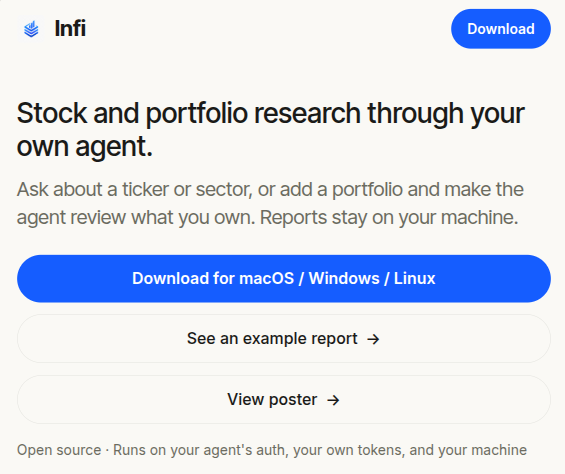 Infi
Download
Stock and portfolio research through your
own agent.
Ask about a ticker or sector, or add a portfolio and make the
agent review what you own. Reports stay on your machine.
Download for macOS / Windows / Linux
See an example report →
View poster →
Open source · Runs on your agent's auth, your own tokens, and your machine